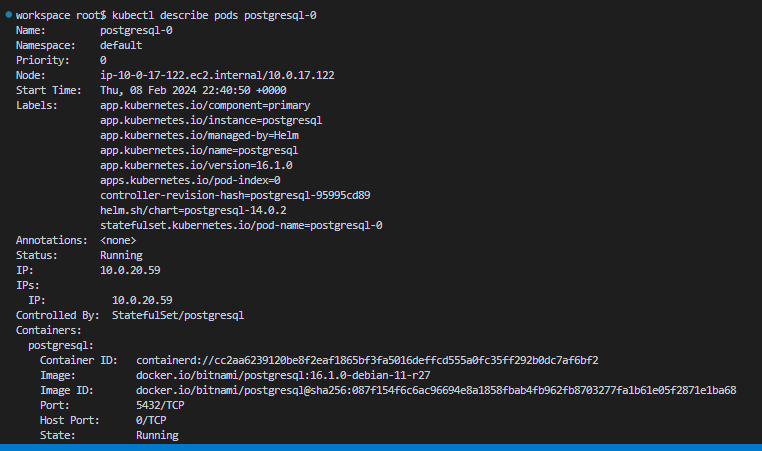 workspace root$ kubectl describe pods postgresql-0
Name:         postgresql-0
Namespace:    default
Priority:     0
Node:         ip-10-0-17-122.ec2.internal/10.0.17.122
Start Time:   Thu, 08 Feb 2024 22:40:50 +0000
Labels:       app.kubernetes.io/component=primary
              app.kubernetes.io/instance=postgresql
              app.kubernetes.io/managed-by=Helm
              app.kubernetes.io/name=postgresql
              app.kubernetes.io/version=16.1.0
              apps.kubernetes.io/pod-index=0
              controller-revision-hash=postgresql-95995cd89
              helm.sh/chart=postgresql-14.0.2
              statefulset.kubernetes.io/pod-name=postgresql-0
Annotations:  <none>
Status:       Running
IP:           10.0.20.59
IPs:
  IP:           10.0.20.59
Controlled By:  StatefulSet/postgresql
Containers:
  postgresql:
    Container ID:   containerd://cc2aa6239120be8f2eaf1865bf3fa5016deffcd555a0fc35ff292b0dc7af6bf2
    Image:          docker.io/bitnami/postgresql:16.1.0-debian-11-r27
    Image ID:       docker.io/bitnami/postgresql@sha256:087f154f6c6ac96694e8a1858fbab4fb962fb8703277fa1b61e05f2871e1ba68
    Port:           5432/TCP
    Host Port:      0/TCP
    State:          Running